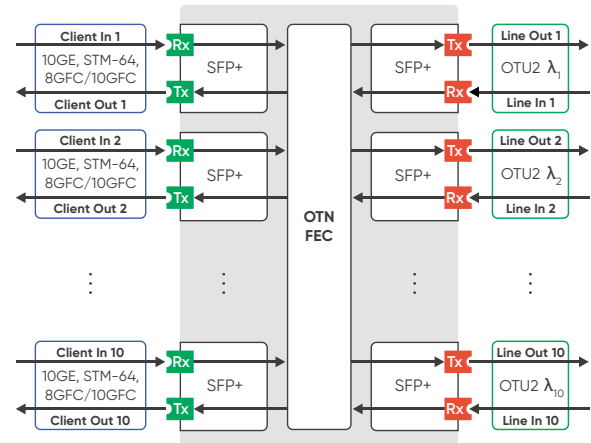 Client In 1
10GE, STM-64,
8GFC/10GFC
Client Out 1
Rx
Tx
SFP+
OTN
FEC
SFP+
Tx
Rx
Line Out 1
OTU2 λ1
Line In 1
Client In 2
10GE, STM-64,
8GFC/10GFC
Client Out 2
Rx
Tx
SFP+
SFP+
Tx
Rx
Line Out 2
OTU2 λ2
Line In 2
Client In 10
10GE, STM-64,
8GFC/10GFC
Client Out 10
Rx
Tx
SFP+
SFP+
Tx
Rx
Line Out 10
OTU2 λ10
Line In 10